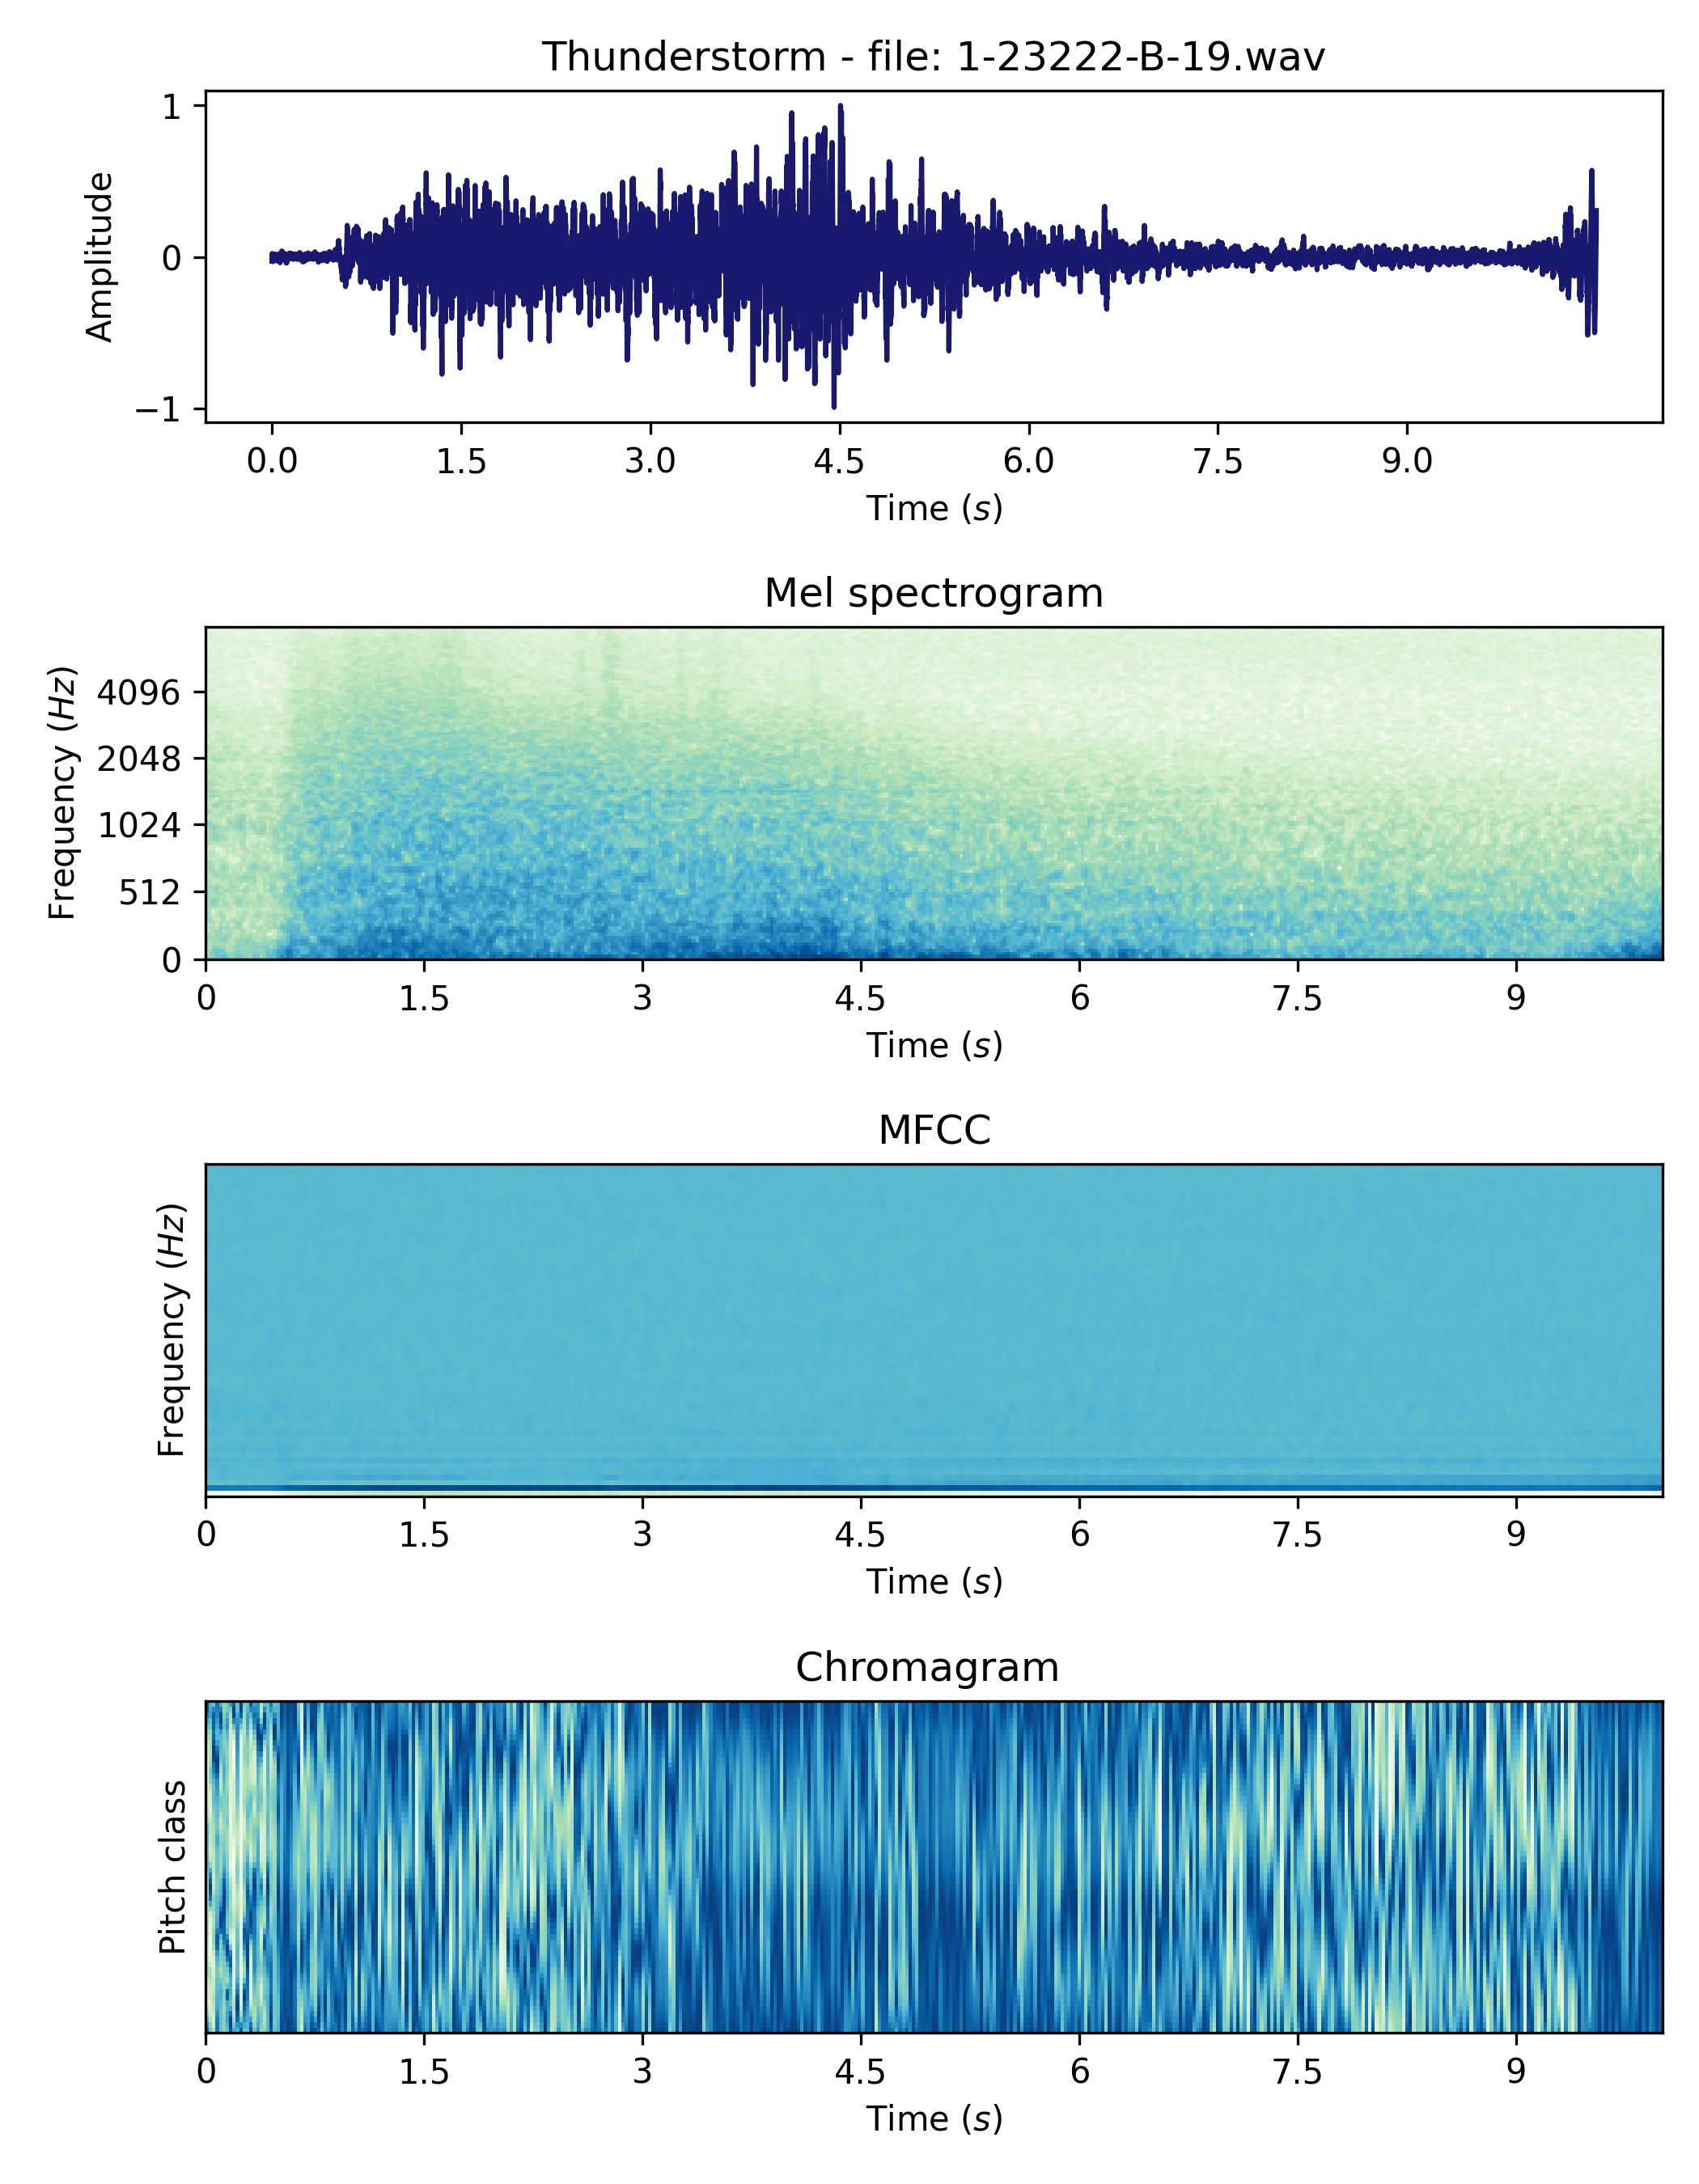 Thunderstorm - file: 1-23222-B-19.wav
1
0
−1
Amplitude
0.0 1.5 3.0 4.5 6.0 7.5 9.0
Time (s)
Mel spectrogram
4096
2048
1024
512
0
Frequency (Hz)
0 1.5 3 4.5 6 7.5 9
Time (s)
MFCC
Frequency (Hz)
0 1.5 3 4.5 6 7.5 9
Time (s)
Chromagram
Pitch class
0 1.5 3 4.5 6 7.5 9
Time (s)